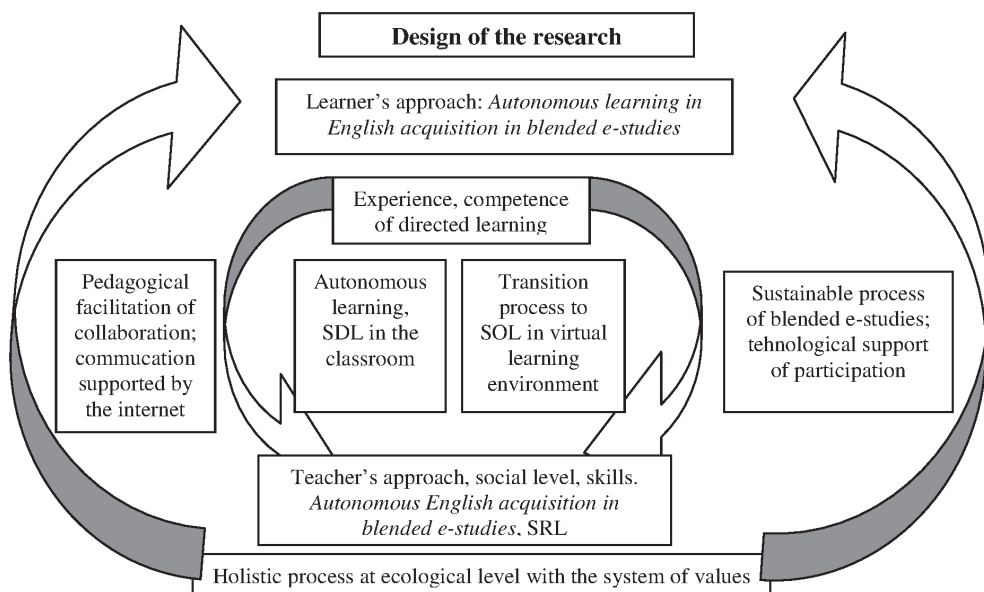 Design of the research
Learner's approach: Autonomous learning in
English acquisition in blended e-studies
Experience, competence
of directed learning
Pedagogical
facilitation of
collaboration;
commucation
supported by
the internet
Autonomous
learning,
SDL in the
classroom
Transition
process to
SOL in virtual
learning
environment
Sustainable process
of blended e-studies;
tehnological support
of participation
Teacher's approach, social level, skills.
Autonomous English acquisition in
blended e-studies, SRL
Holistic process at ecological level with the system of values